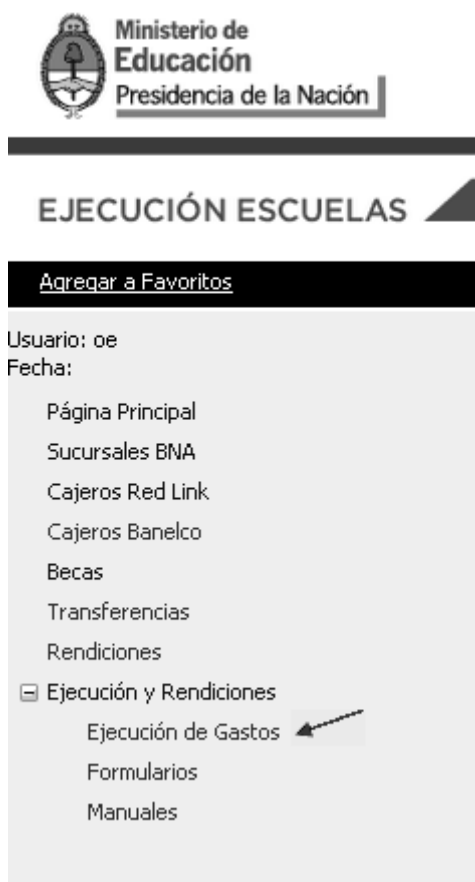 Ministerio de
Educación
Presidencia de la Nación
EJECUCIÓN ESCUELAS
Agregar a Favoritos
Usuario: oe
Fecha:
Página Principal
Sucursales BNA
Cajeros Red Link
Cajeros Banelco
Becas
Transferencias
Rendiciones
Ejecución y Rendiciones
Ejecución de Gastos
Formularios
Manuales